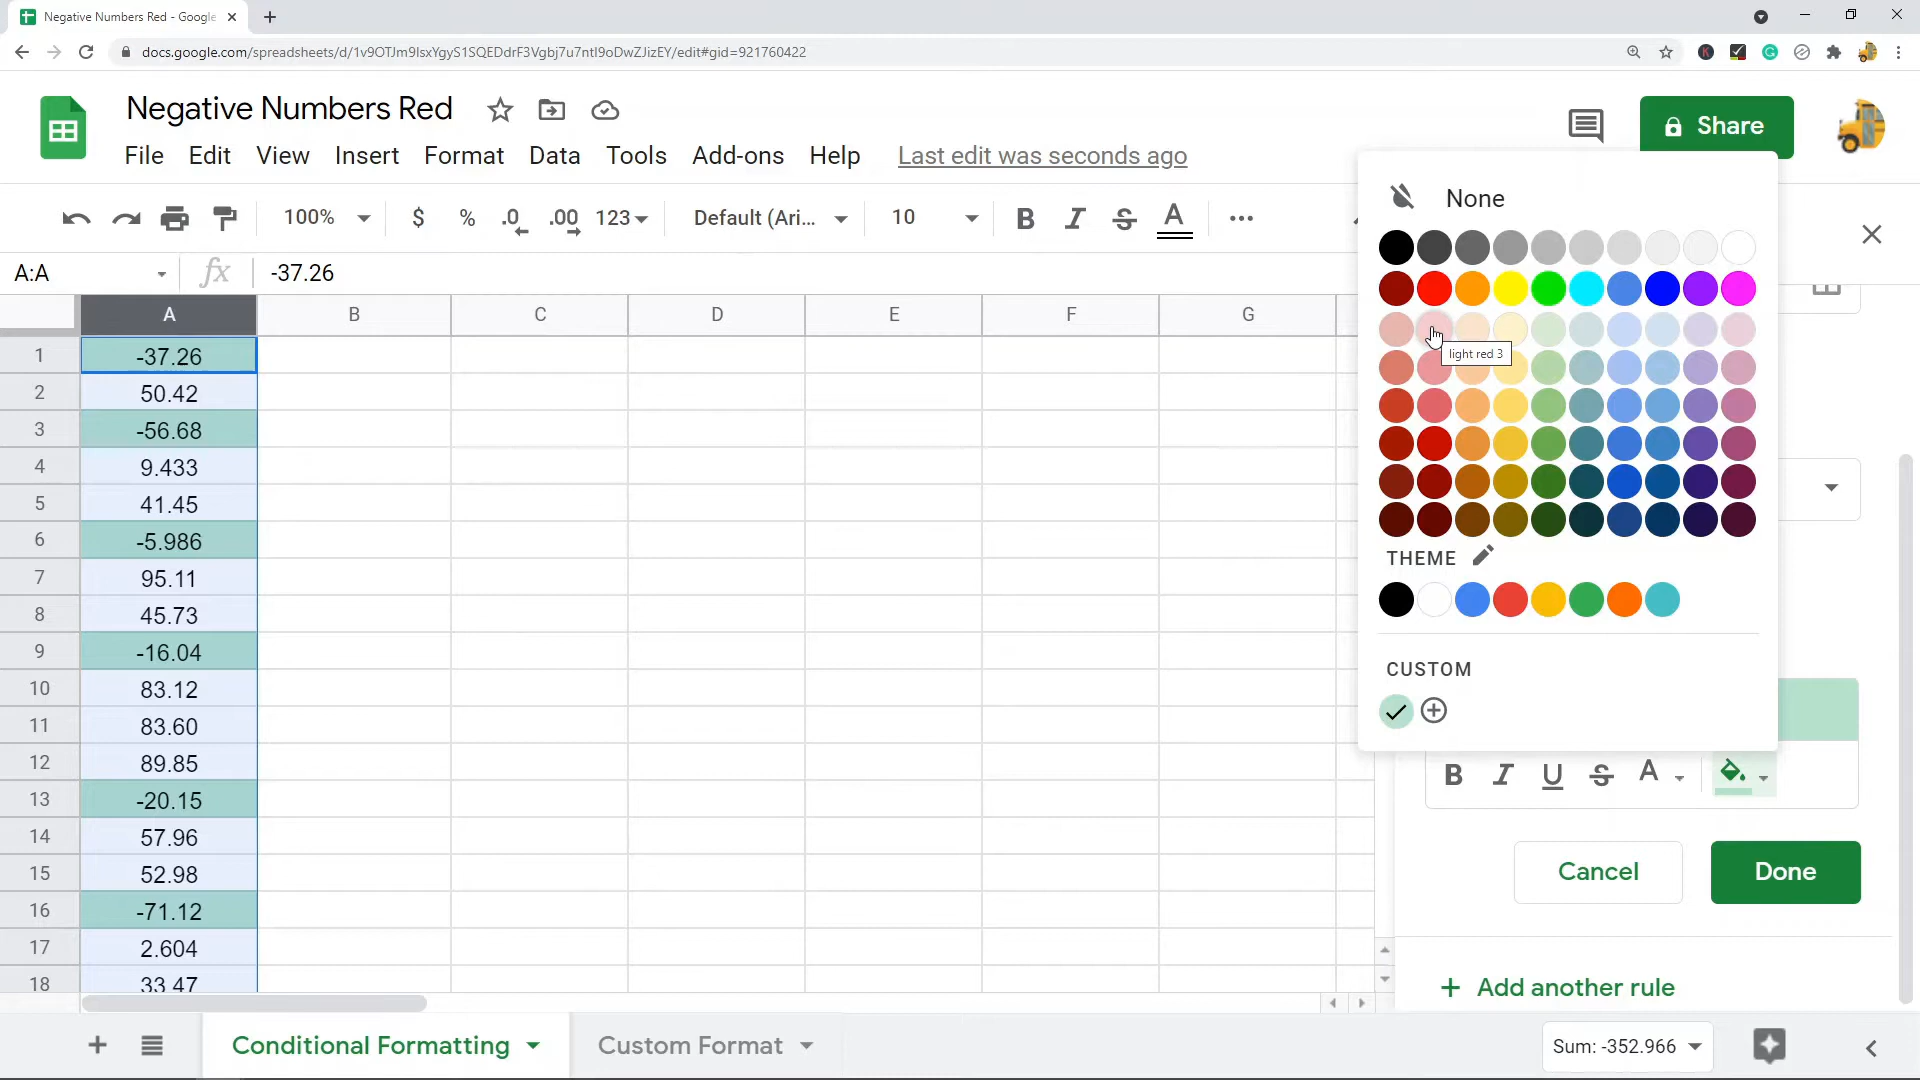 Negative Numbers Red - Google
docs.google.com/spreadsheets/d/1v9OTJm9IsxYgyS1SQEDdrF3Vgbj7u7ntI9oDwZJizEY/edit#gid=921760422
Negative Numbers Red
Share
File Edit View Insert Format Data Tools Add-ons Help Last edit was seconds ago
None
100% $ % .0 .00 123 Default (Ari... 10 B I S A
A:A fx -37.26
A B C D E F G
1 -37.26
light red 3
2 50.42
3 -56.68
4 9.433
5 41.45
6 -5.986
THEME
7 95.11
8 45.73
9 -16.04
CUSTOM
10 83.12
11 83.60
12 89.85
B I U S A
13 -20.15
14 57.96
15 52.98
Cancel Done
16 -71.12
17 2.604
18 33.47
+ Add another rule
Conditional Formatting Custom Format Sum: -352.966